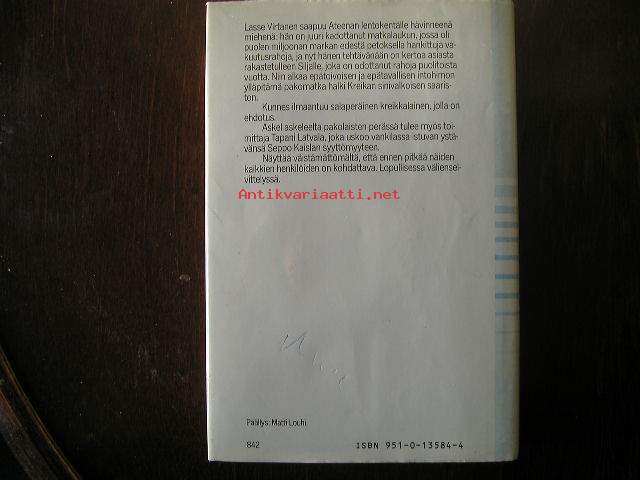 Lasse Virtanen saapuu Ateenan lentokentälle hävinneenä
miehenä: hän on juuri kadottanut matkalaukun, jossa oli
puolen miljoonan markan edestä petoksella hankittuja va-
kuutusrahoja, ja nyt hänen tehtävänään on kertoa asiasta
rakastetulleen Siljalle, joka on odottanut rahoja puolitoista
vuotta. Niin alkaa epätoivoisen ja epätavallisen intohimon
ylläpitämä pakomatka halki Kreikan sinivalkoisen saaris-
ton.
Kunnes ilmaantuu salaperäinen kreikkalainen, jolla on
ehdotus.
Askel askeleelta pakolaisten perässä tulee myös toi-
mittaja Tapani Latvala, joka uskoo vankilassa istuvan ystä-
vänsä Seppo Kaislan syyttömyyteen.
Näyttää väistämättömältä, että ennen pitkää näiden
kaikkien henkilöiden on kohdattava. Lopullisessa välienseı-
vittelyssä.
Antikvariaatti.net
Päällys: Matti Louhi
842
ISBN 951-0-13584-4